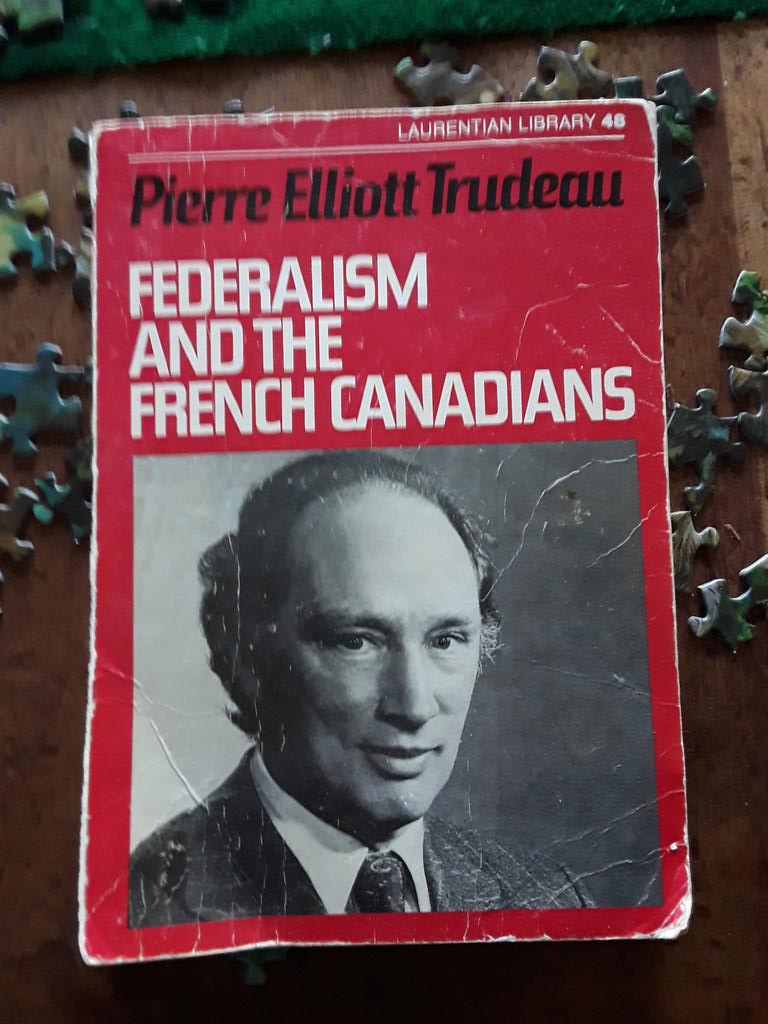 LAURENTIAN LIBRARY 48
Pierre Elliott Trudeau
FEDERALISM
AND THE
FRENCH CANADIANS